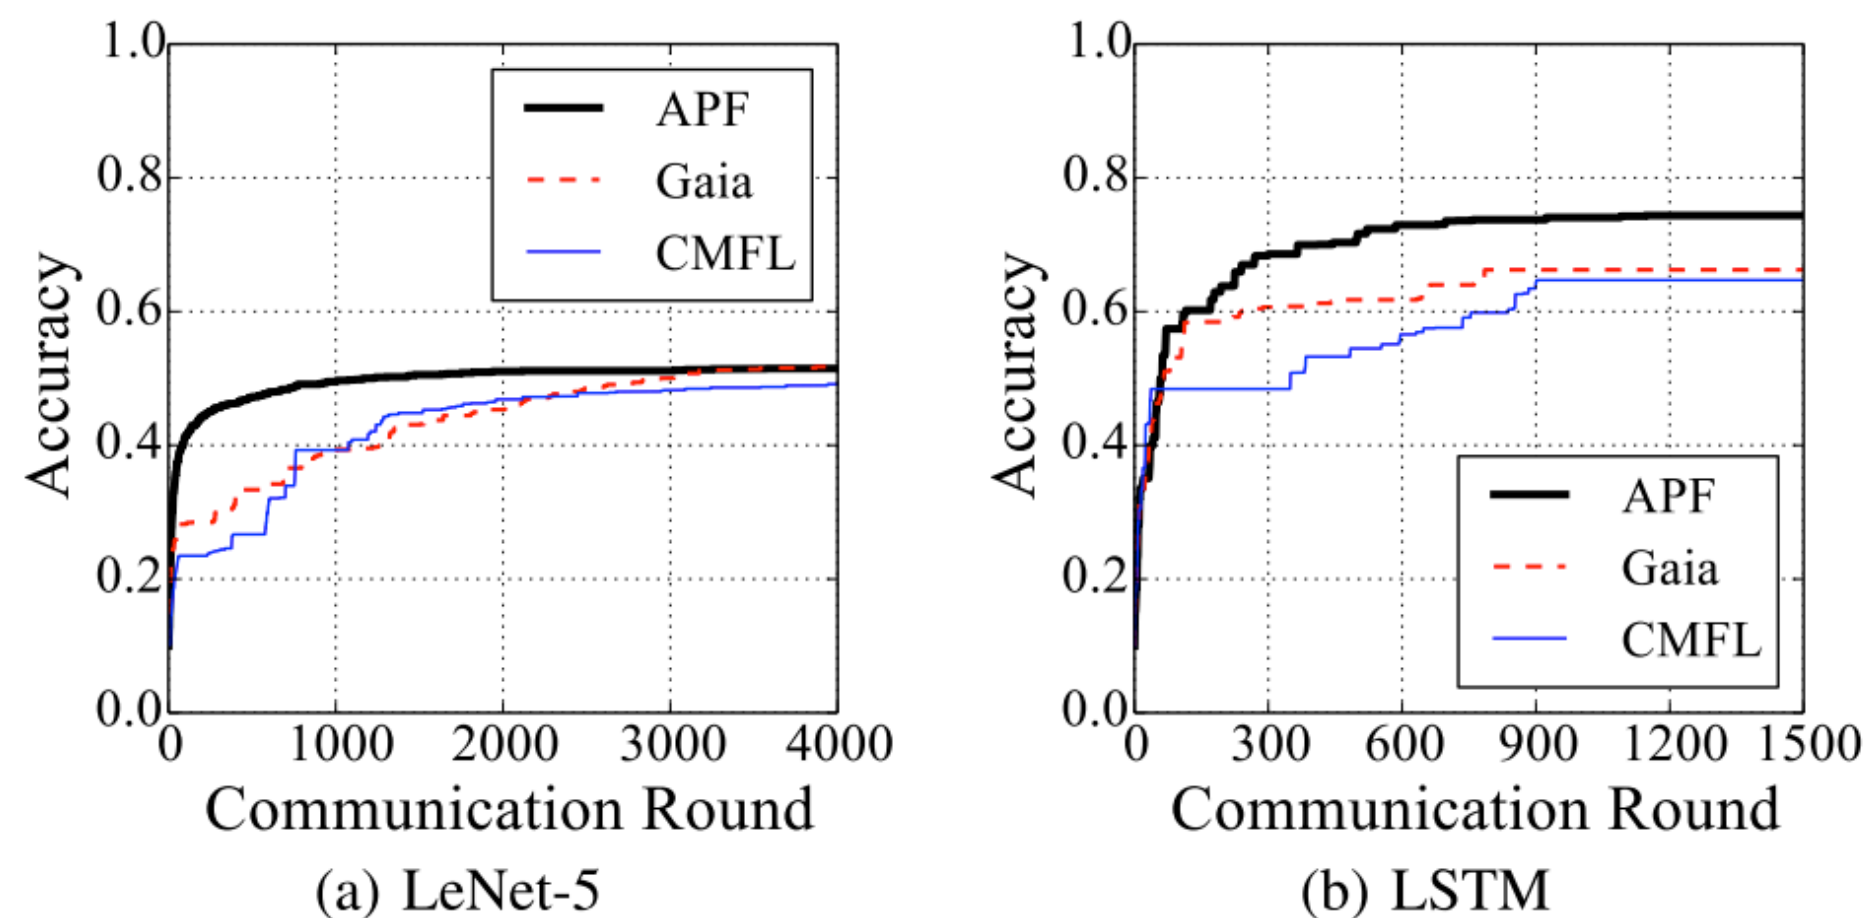 1.0
0.8
0.6
0.4
0.2
0.0
Accuracy
APF
Gaia
CMFL
0 1000 2000 3000 4000
Communication Round
(a) LeNet-5
1.0
0.8
0.6
0.4
0.2
0.0
Accuracy
APF
Gaia
CMFL
0 300 600 900 1200 1500
Communication Round
(b) LSTM